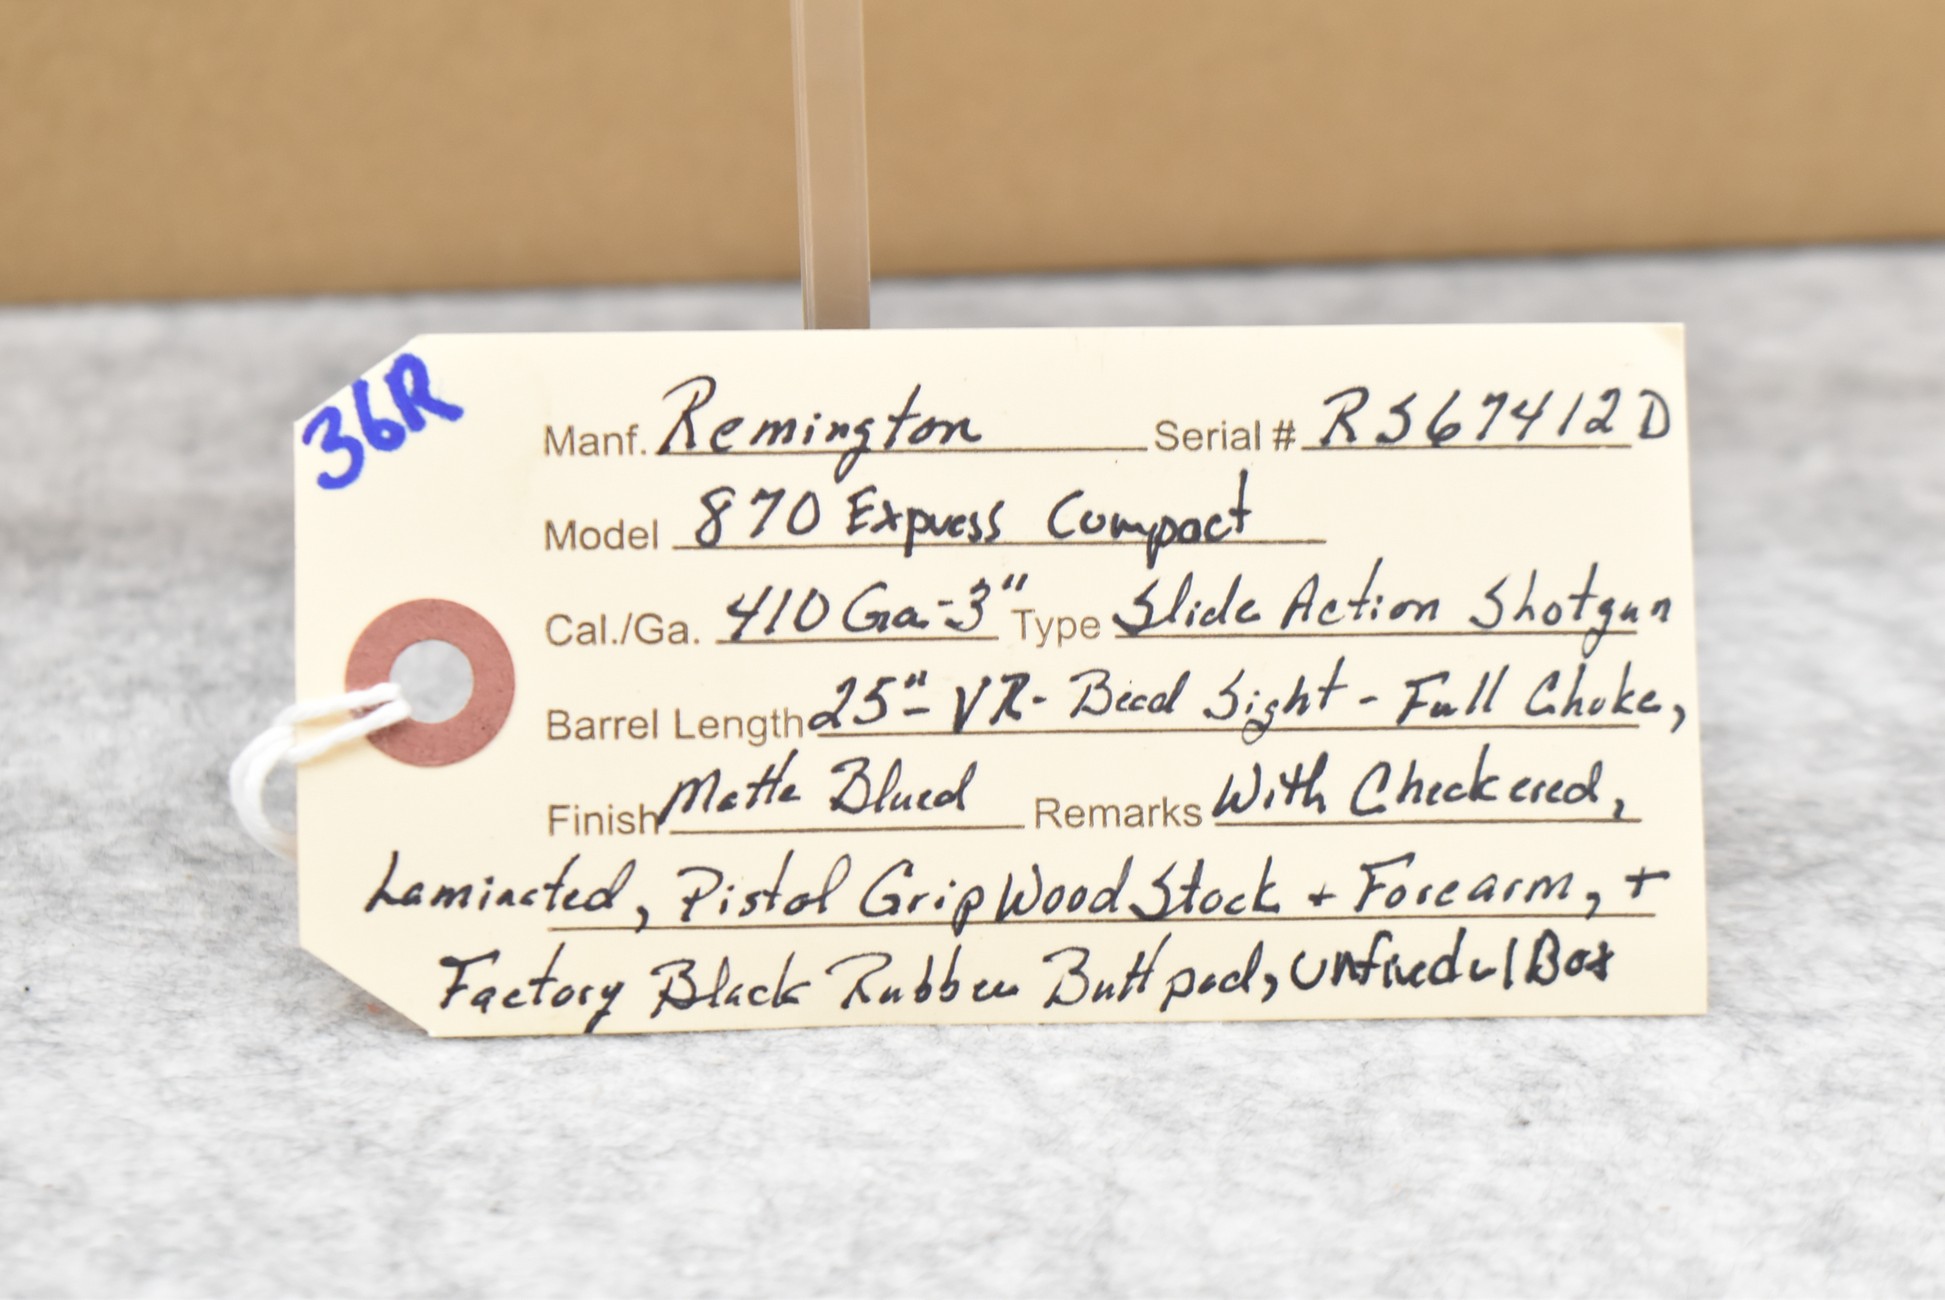 36R
Manf. Remington Serial # RS67412D
Model 870 Express Compact
Cal./Ga. 410 Ga-3" Type Slide Action Shotgun
Barrel Length 25"- VR- Bead Sight - Full Choke,
Finish Matte Blued Remarks With Checkered,
Laminated, Pistol Grip Wood Stock + Forearm, +
Factory Black Rubber Butt pad, Unfired w/Box